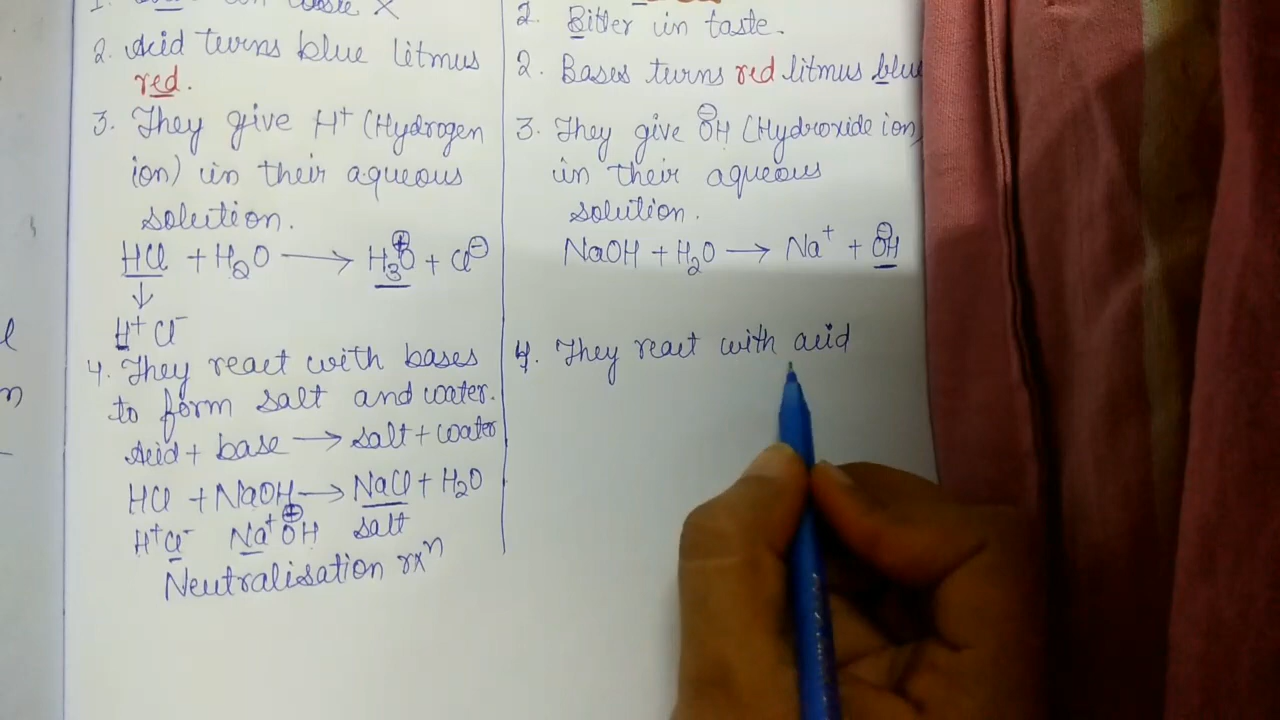 1. taste ×
2. Acid turns blue litmus
red.
3. They give H⁺ (Hydrogen
ion) in their aqueous
solution.
HCl + H₂O → H₃O⁺ + Cl⁻
↓
H⁺ Cl⁻
4. They react with bases
to form salt and water.
Acid + base → salt + water
HCl + NaOH → NaCl + H₂O
H⁺Cl⁻ Na⁺ OH⁺ salt
Neutralisation rxⁿ
2. Bitter in taste.
2. Bases turns red litmus blue
3. They give OH⁻ (Hydroxide ion)
in their aqueous
solution.
NaOH + H₂O → Na⁺ + OH⁻
4. They react with acid